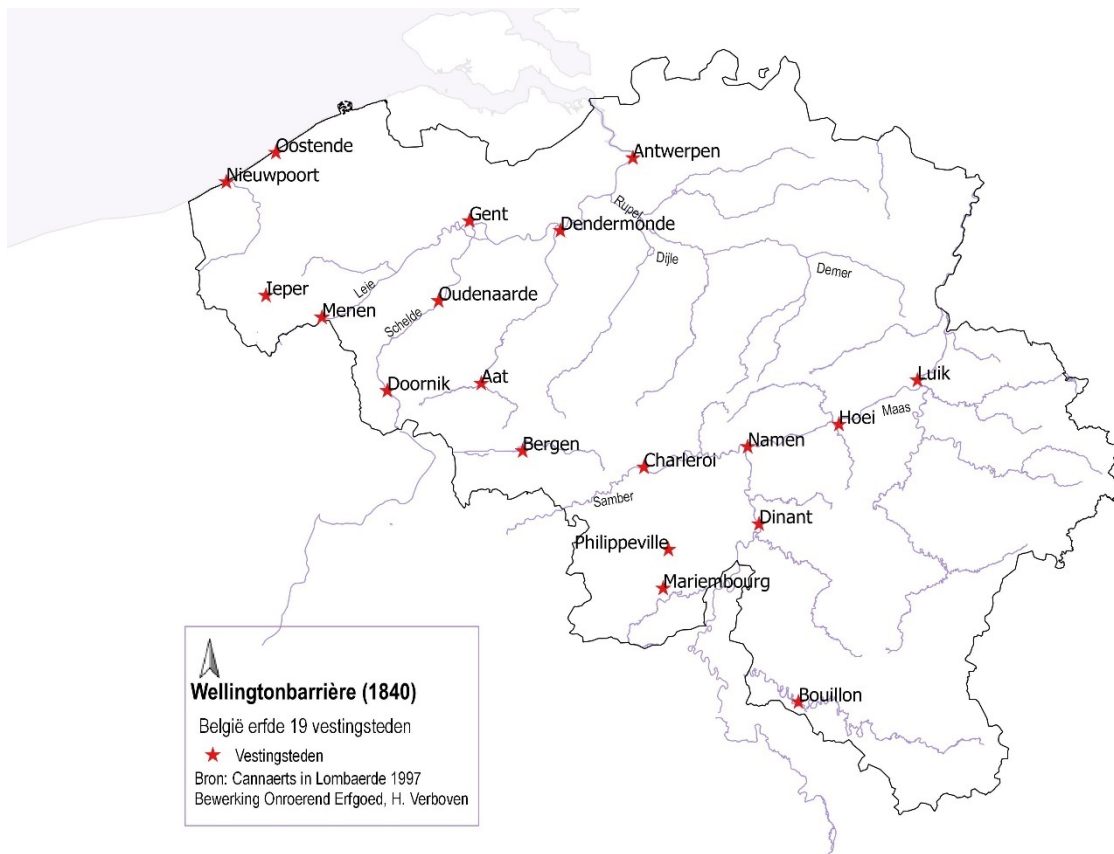 Oostende
Antwerpen
Nieuwpoort
Rupel
Gent
Dendermonde
Dijle
Demer
Ieper
Leie
Oudenaarde
Menen
Schelde
Luik
Doornik
Aat
Maas
Hoei
Bergen
Namen
Charleroi
Samber
Dinant
Philippeville
Mariembourg
Bouillon
Wellingtonbarrière (1840)
België erfde 19 vestingsteden
Vestingsteden
Bron: Cannaerts in Lombaerde 1997
Bewerking Onroerend Erfgoed, H. Verboven